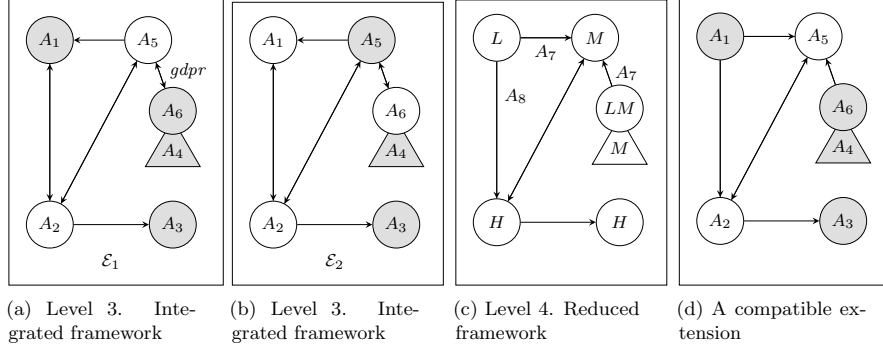 A1 A5
gdpr
A6
A4
A2 A3
ℰ1
A1 A5
A6
A4
A2 A3
ℰ2
L M
A7
A7
A8
LM
M
H H
A1 A5
A6
A4
A2 A3
(a) Level 3. Inte-
grated framework
(b) Level 3. Inte-
grated framework
(c) Level 4. Reduced
framework
(d) A compatible ex-
tension